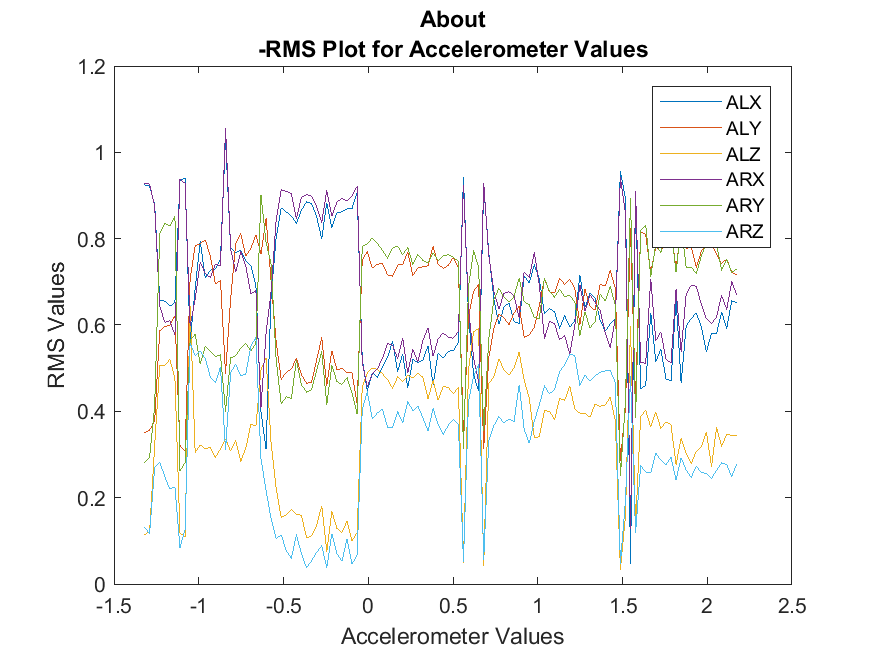 About
-RMS Plot for Accelerometer Values
1.2
1
0.8
0.6
0.4
0.2
0
RMS Values
ALX
ALY
ALZ
ARX
ARY
ARZ
-1.5 -1 -0.5 0 0.5 1 1.5 2 2.5
Accelerometer Values